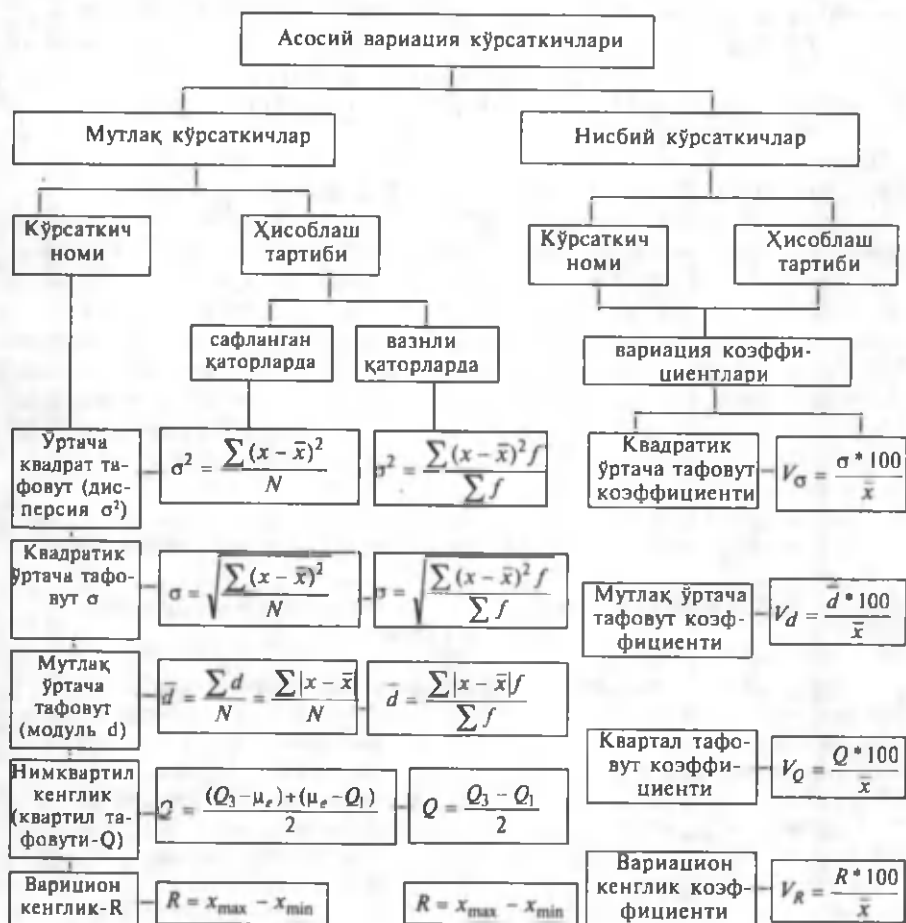 Асосий вариация кўрсаткичлари
Мутлақ кўрсаткичлар
Нисбий кўрсаткичлар
Кўрсаткич
номи
Ҳисоблаш
тартиби
Кўрсаткич
номи
Ҳисоблаш
тартиби
сафланган
қаторларда
вазнли
қаторларда
вариация коэффи-
циентлари
Ўртача
квадрат та-
фовут (дис-
персия σ²)
σ² = ∑(x − x̄)² / N
σ² = ∑(x − x̄)² f / ∑f
Квадратик
ўртача тафовут
коэффициенти
V_σ = σ * 100 / x̄
Квадратик
ўртача тафо-
вут σ
σ = √(∑(x − x̄)² / N)
σ = √(∑(x − x̄)² f / ∑f)
Мутлақ ўртача
тафовут коэф-
фициенти
V_d = d̄ * 100 / x̄
Мутлақ
ўртача
тафовут
(модуль d)
d̄ = ∑d / N = ∑|x − x̄| / N
d̄ = ∑|x − x̄| f / ∑f
Квартал тафо-
вут коэффи-
циенти
V_Q = Q * 100 / x̄
Нимквартил
кенглик
(квартил та-
фовути-Q)
Q = ((Q₃ − μₑ) + (μₑ − Q₁)) / 2
Q = (Q₃ − Q₁) / 2
Вариацион
кенглик коэф-
фициенти
V_R = R * 100 / x̄
Варицион
кенглик-R
R = x_max − x_min
R = x_max − x_min